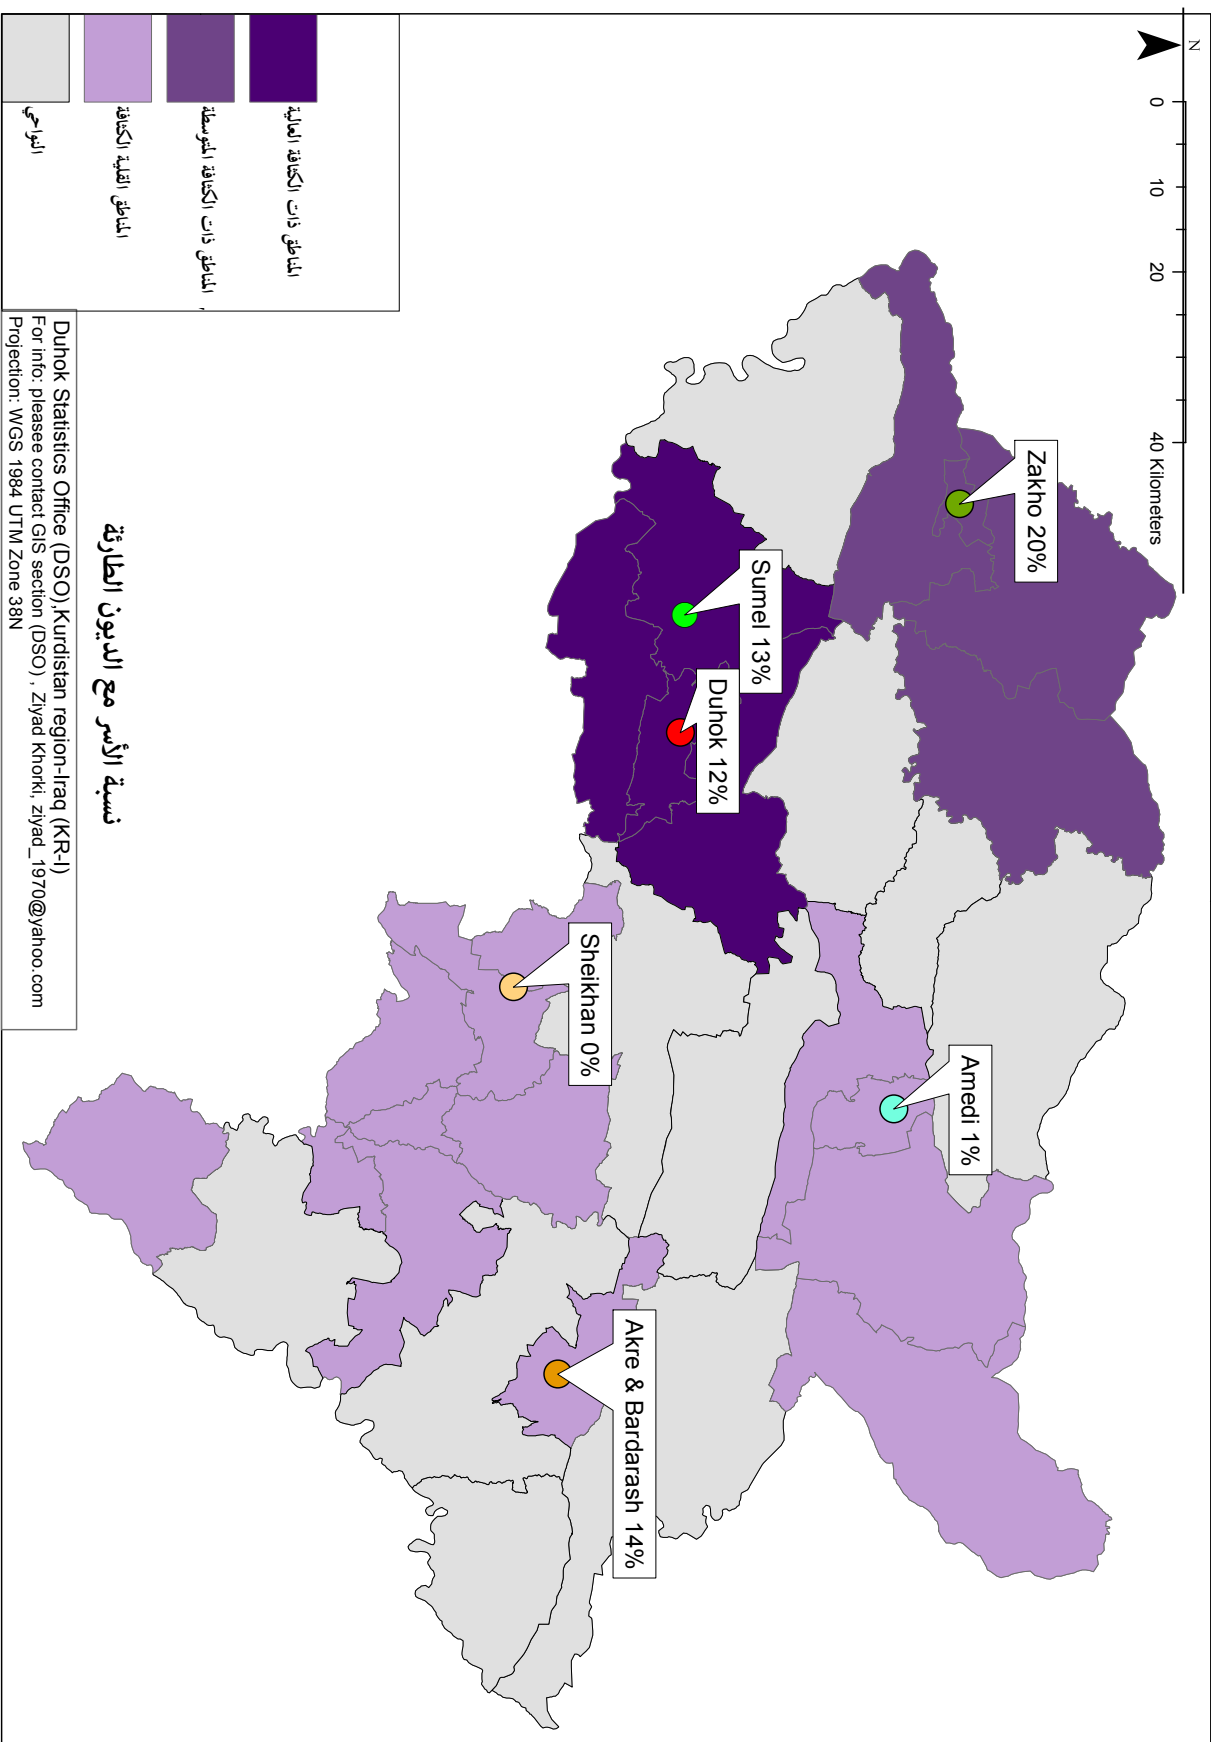 N
0 10 20 40 Kilometers
Zakho 20%
Sumel 13%
Duhok 12%
Amedi 1%
Sheikhan 0%
Akre & Bardarash 14%
المناطق ذات الكثافة العالية
المناطق ذات الكثافة المتوسطة
المناطق القلية الكثافة
النواحي
نسبة الأسر مع الديون الطارئة
Duhok Statistics Office (DSO),Kurdistan region-Iraq (KR-I)
For info: pleasee contact GIS section (DSO) , Ziyad Khorki, ziyad_1970@yahoo.com
Projection: WGS 1984 UTM Zone 38N